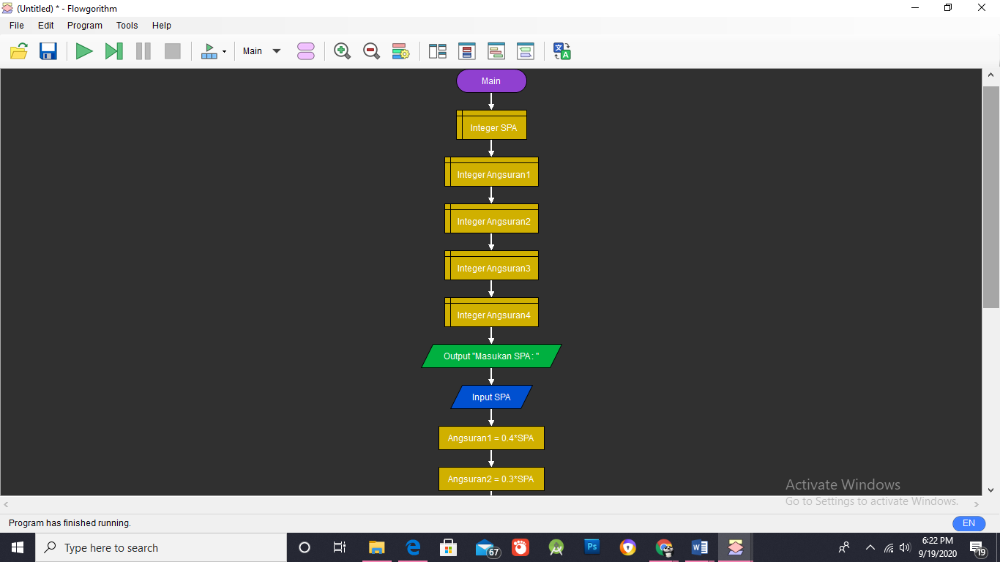 (Untitled) * - Flowgorithm
File Edit Program Tools Help
Main
Main
Integer SPA
Integer Angsuran1
Integer Angsuran2
Integer Angsuran3
Integer Angsuran4
Output "Masukan SPA: "
Input SPA
Angsuran1 = 0.4*SPA
Angsuran2 = 0.3*SPA
Activate Windows
Go to Settings to activate Windows.
Program has finished running.
EN
Type here to search
67
Ps
6:22 PM
9/19/2020
19